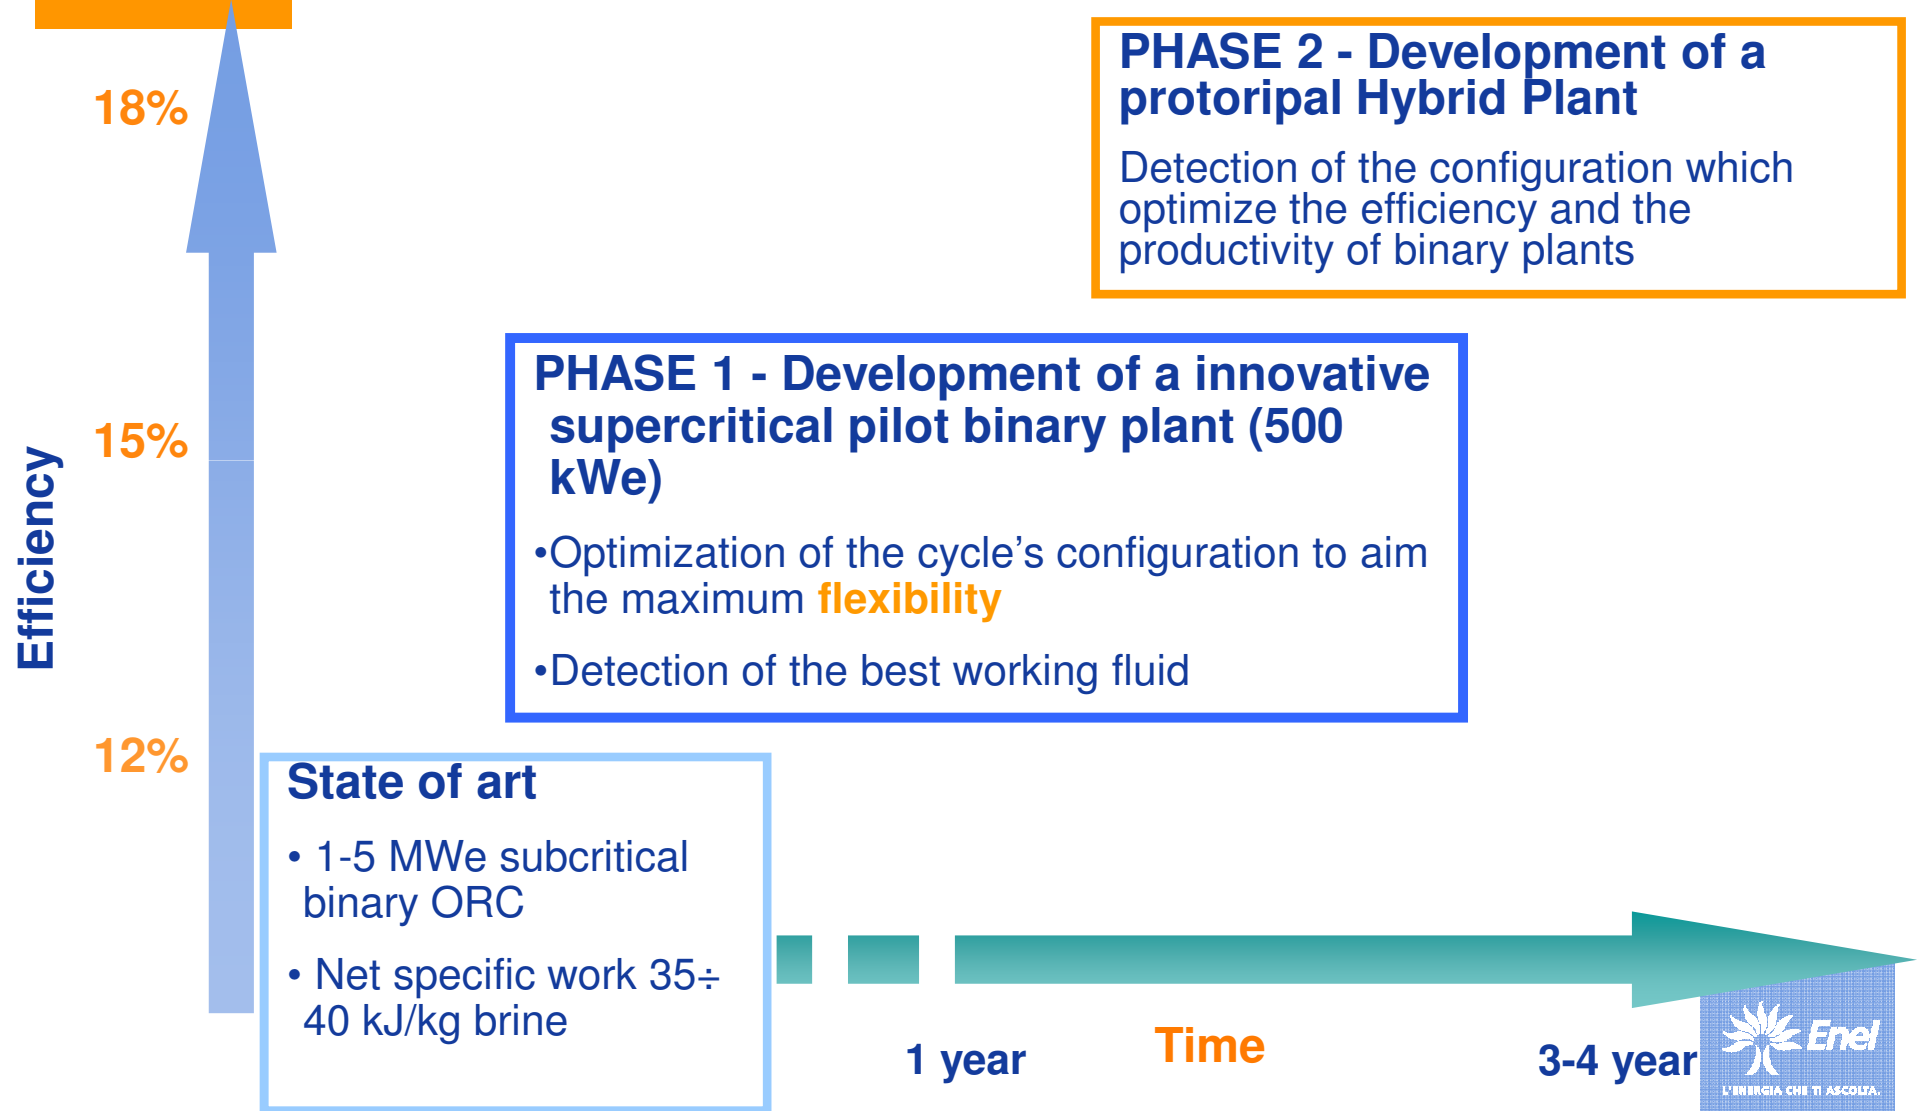 18%
15%
12%
Efficiency
PHASE 2 - Development of a
protoripal Hybrid Plant
Detection of the configuration which
optimize the efficiency and the
productivity of binary plants
PHASE 1 - Development of a innovative
supercritical pilot binary plant (500
kWe)
•Optimization of the cycle’s configuration to aim
the maximum flexibility
•Detection of the best working fluid
State of art
• 1-5 MWe subcritical
binary ORC
• Net specific work 35÷
40 kJ/kg brine
1 year
Time
3-4 year
Enel
L'ENERGIA CHE TI ASCOLTA.